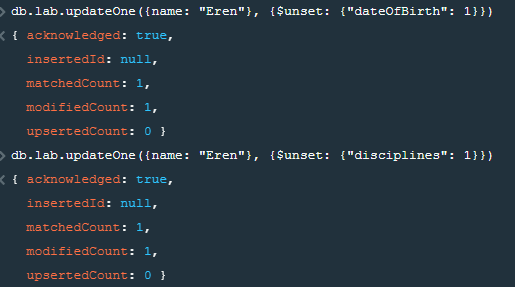 > db.lab.updateOne({name: "Eren"}, {$unset: {"dateOfBirth": 1}})
< { acknowledged: true,
insertedId: null,
matchedCount: 1,
modifiedCount: 1,
upsertedCount: 0 }
> db.lab.updateOne({name: "Eren"}, {$unset: {"disciplines": 1}})
< { acknowledged: true,
insertedId: null,
matchedCount: 1,
modifiedCount: 1,
upsertedCount: 0 }